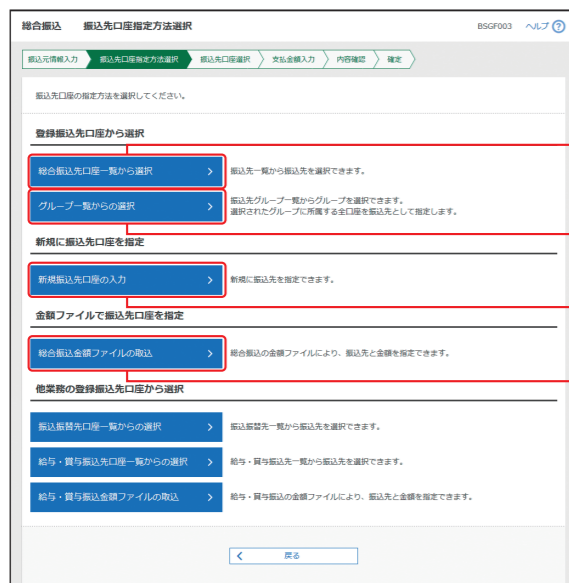 総合振込 振込先口座指定方法選択 BSGF003 ヘルプ ?
振込元情報入力 振込先口座指定方法選択 振込先口座選択 支払金額入力 内容確認 確定
振込先口座の指定方法を選択してください。
登録振込先口座から選択
総合振込先口座一覧から選択 振込先一覧から振込先を選択できます。
グループ一覧からの選択 振込先グループ一覧からグループを選択できます。
選択されたグループに所属する全口座を振込先として指定します。
新規に振込先口座を指定
新規振込先口座の入力 新規に振込先を指定できます。
金額ファイルで振込先口座を指定
総合振込金額ファイルの取込 総合振込の金額ファイルにより、振込先と金額を指定できます。
他業務の登録振込先口座から選択
振込振替先口座一覧からの選択 振込振替先一覧から振込先を選択できます。
給与・賞与振込先口座一覧からの選択 給与・賞与振込先一覧から振込先を選択できます。
給与・賞与振込金額ファイルの取込 給与・賞与振込の金額ファイルにより、振込先と金額を指定できます。
戻る